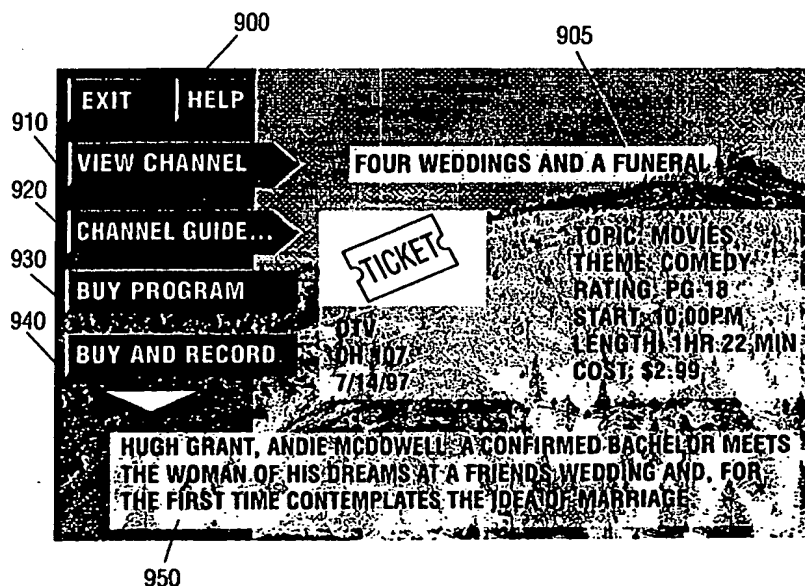 900
905
EXIT
HELP
910
VIEW CHANNEL
FOUR WEDDINGS AND A FUNERAL
920
CHANNEL GUIDE...
TICKET
TOPIC: MOVIES
THEME: COMEDY
RATING: PG-18
START: 10:00PM
LENGTH: 1HR 22 MIN
COST: $2.99
930
BUY PROGRAM
940
BUY AND RECORD
DTV
CH 107
7/14/97
HUGH GRANT, ANDIE MCDOWELL. A CONFIRMED BACHELOR MEETS
THE WOMAN OF HIS DREAMS AT A FRIENDS WEDDING AND, FOR
THE FIRST TIME CONTEMPLATES THE IDEA OF MARRIAGE
950